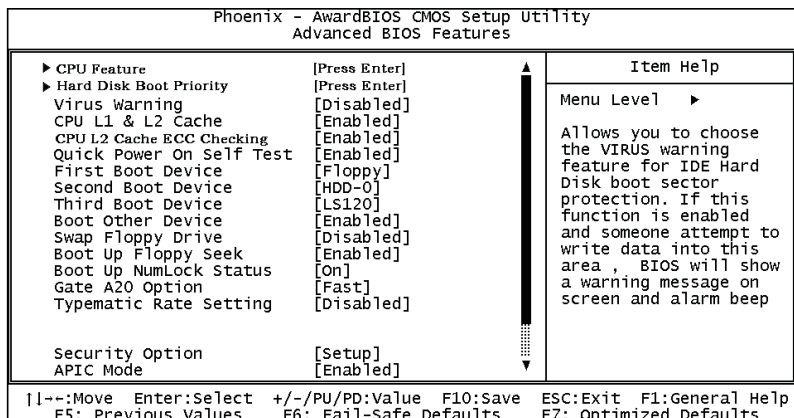 Phoenix - AwardBIOS CMOS Setup Utility
Advanced BIOS Features
▶ CPU Feature [Press Enter]
▶ Hard Disk Boot Priority [Press Enter]
Virus Warning [Disabled]
CPU L1 & L2 Cache [Enabled]
CPU L2 Cache ECC Checking [Enabled]
Quick Power On Self Test [Enabled]
First Boot Device [Floppy]
Second Boot Device [HDD-0]
Third Boot Device [LS120]
Boot Other Device [Enabled]
Swap Floppy Drive [Disabled]
Boot Up Floppy Seek [Enabled]
Boot Up NumLock Status [On]
Gate A20 Option [Fast]
Typematic Rate Setting [Disabled]
Security Option [Setup]
APIC Mode [Enabled]
Item Help
Menu Level ▶
Allows you to choose
the VIRUS warning
feature for IDE Hard
Disk boot sector
protection. If this
function is enabled
and someone attempt to
write data into this
area , BIOS will show
a warning message on
screen and alarm beep
↑↓→←:Move Enter:Select +/-/PU/PD:Value F10:Save ESC:Exit F1:General Help
F5: Previous Values F6: Fail-Safe Defaults F7: Optimized Defaults